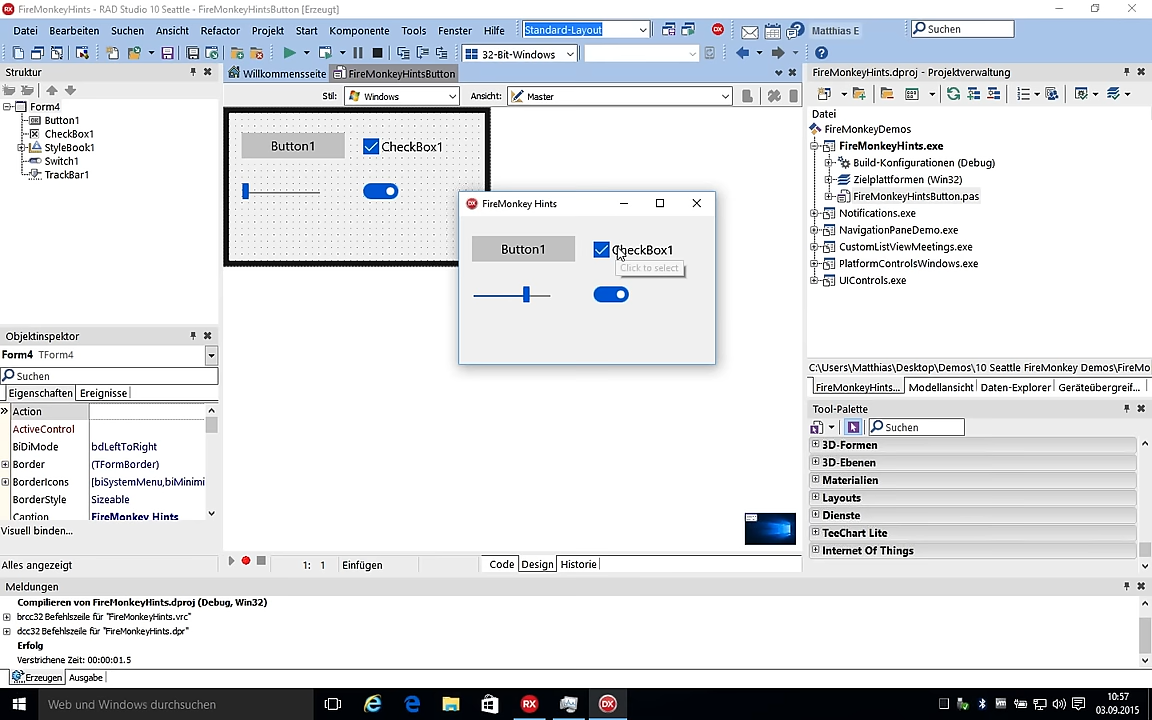 FireMonkeyHints - RAD Studio 10 Seattle - FireMonkeyHintsButton [Erzeugt]
Datei Bearbeiten Suchen Ansicht Refactor Projekt Start Komponente Tools Fenster Hilfe Standard-Layout Matthias E Suchen
32-Bit-Windows
Struktur
Form4
Button1
CheckBox1
StyleBook1
Switch1
TrackBar1
Willkommensseite FireMonkeyHintsButton
Stil: Windows Ansicht: Master
Button1 CheckBox1
FireMonkey Hints
Button1 CheckBox1
Click to select
FireMonkeyHints.dproj - Projektverwaltung
Datei
FireMonkeyDemos
FireMonkeyHints.exe
Build-Konfigurationen (Debug)
Zielplattformen (Win32)
FireMonkeyHintsButton.pas
Notifications.exe
NavigationPaneDemo.exe
CustomListViewMeetings.exe
PlatformControlsWindows.exe
UIControls.exe
C:\Users\Matthias\Desktop\Demos\10 Seattle FireMonkey Demos\FireMo
FireMonkeyHints... Modellansicht Daten-Explorer Geräteübergreif...
Objektinspektor
Form4 TForm4
Suchen
Eigenschaften Ereignisse
Action
ActiveControl
BiDiMode bdLeftToRight
Border (TFormBorder)
BorderIcons [biSystemMenu,biMinimi
BorderStyle Sizeable
Caption FireMonkey Hints
Visuell binden...
Alles angezeigt
1: 1 Einfügen Code Design Historie
Tool-Palette
Suchen
3D-Formen
3D-Ebenen
Materialien
Layouts
Dienste
TeeChart Lite
Internet Of Things
Meldungen
Compilieren von FireMonkeyHints.dproj (Debug, Win32)
brcc32 Befehlszeile für "FireMonkeyHints.vrc"
dcc32 Befehlszeile für "FireMonkeyHints.dpr"
Erfolg
Verstrichene Zeit: 00:00:01.5
Erzeugen Ausgabe
Web und Windows durchsuchen
10:57
03.09.2015